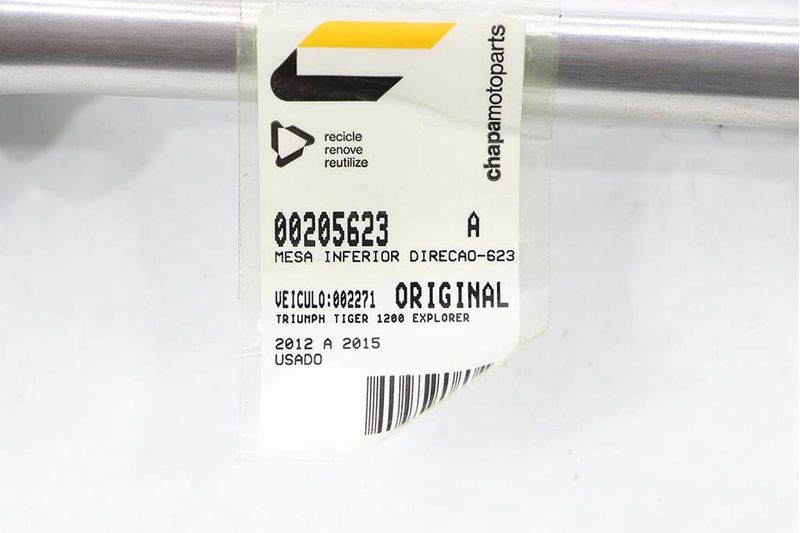 chapamotoparts
recicle
renove
reutilize
00205623 A
MESA INFERIOR DIRECAO-623
VEICULO:002271 ORIGINAL
TRIUMPH TIGER 1200 EXPLORER
2012 A 2015
USADO